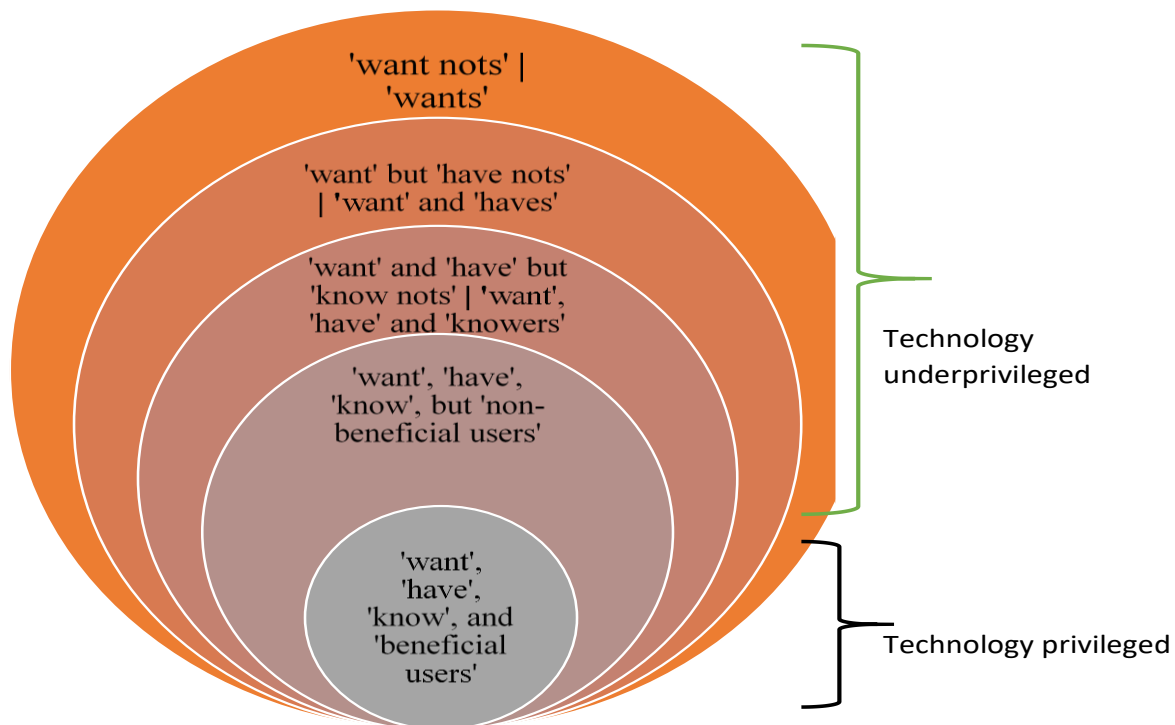 'want nots' |
'wants'
'want' but 'have nots'
| 'want' and 'haves'
'want' and 'have' but
'know nots' | 'want',
'have' and 'knowers'
'want', 'have',
'know', but 'non-
beneficial users'
'want',
'have',
'know', and
'beneficial
users'
Technology
underprivileged
Technology privileged